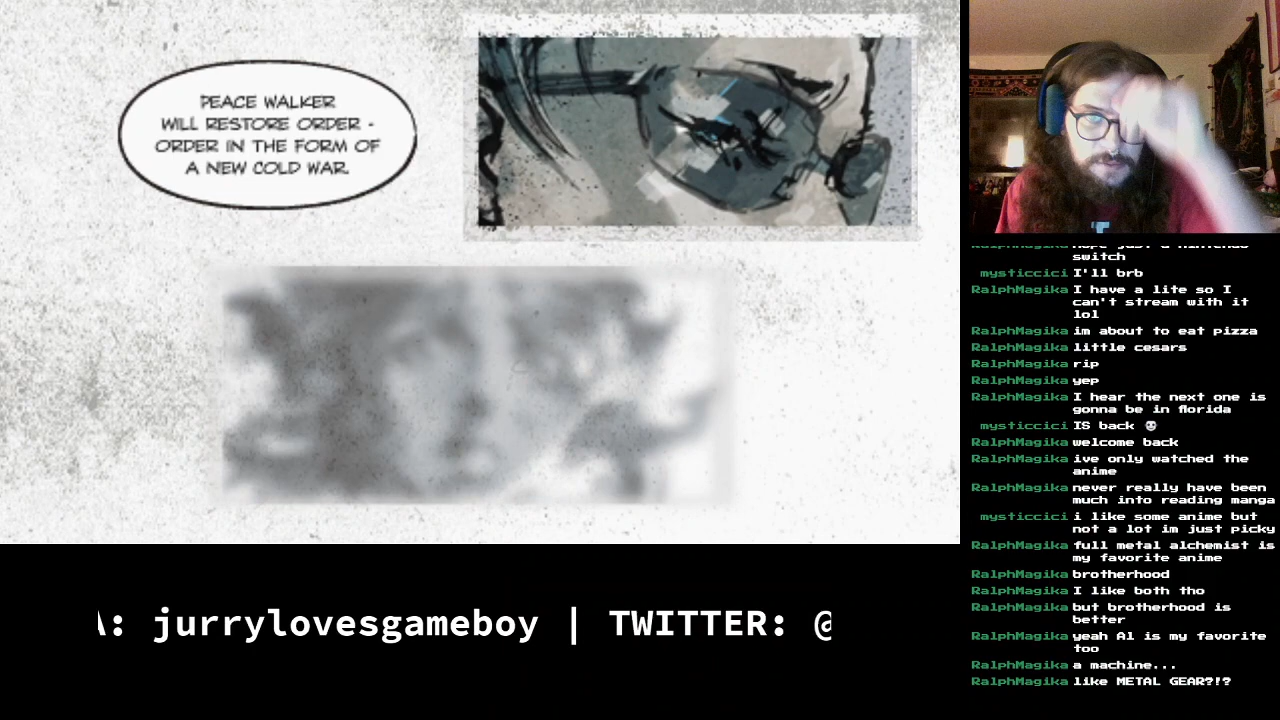 PEACE WALKER
WILL RESTORE ORDER -
ORDER IN THE FORM OF
A NEW COLD WAR.
: jurrylovesgameboy | TWITTER: @
RalphMagika nope just a nintendo
switch
mysticcici I'll brb
RalphMagika I have a lite so I
can't stream with it
lol
RalphMagika im about to eat pizza
RalphMagika little cesars
RalphMagika rip
RalphMagika yep
RalphMagika I hear the next one is
gonna be in florida
mysticcici IS back 💀
RalphMagika welcome back
RalphMagika ive only watched the
anime
RalphMagika never really have been
much into reading manga
mysticcici i like some anime but
not a lot im just picky
RalphMagika full metal alchemist is
my favorite anime
RalphMagika brotherhood
RalphMagika I like both tho
RalphMagika but brotherhood is
better
RalphMagika yeah Al is my favorite
too
RalphMagika a machine...
RalphMagika like METAL GEAR?!?